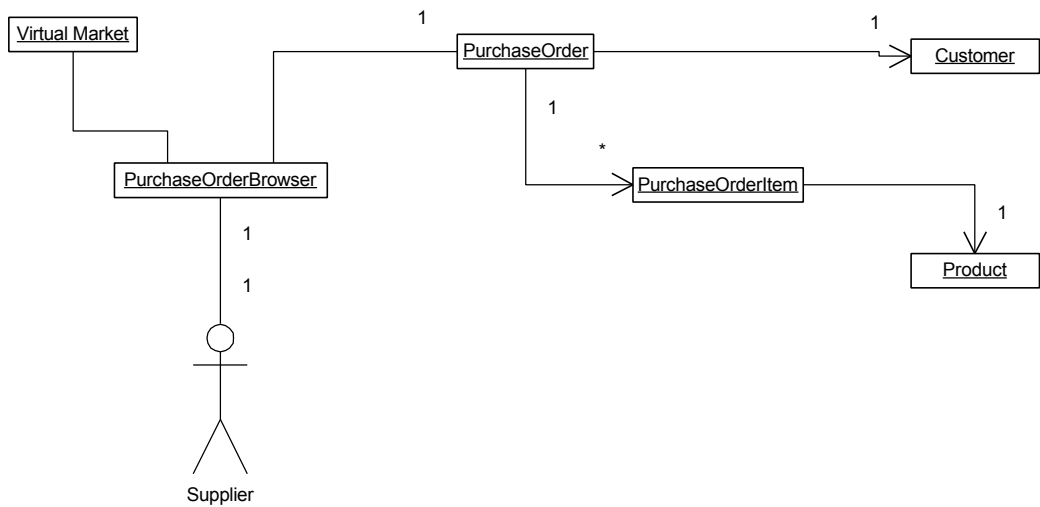 Virtual Market
1
PurchaseOrder
1
Customer
1
*
PurchaseOrderBrowser
PurchaseOrderItem
1
1
Product
1
Supplier